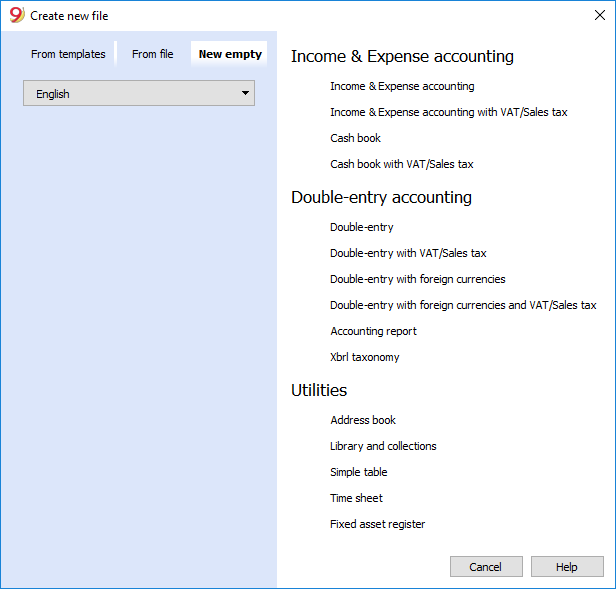 9 Create new file
From templates From file New empty
English
Income & Expense accounting
Income & Expense accounting
Income & Expense accounting with VAT/Sales tax
Cash book
Cash book with VAT/Sales tax
Double-entry accounting
Double-entry
Double-entry with VAT/Sales tax
Double-entry with foreign currencies
Double-entry with foreign currencies and VAT/Sales tax
Accounting report
Xbrl taxonomy
Utilities
Address book
Library and collections
Simple table
Time sheet
Fixed asset register
Cancel Help